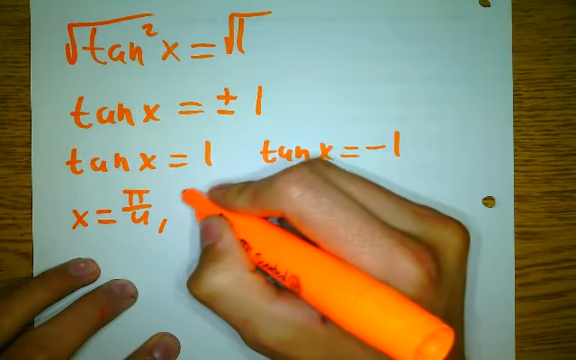 √tan²x = √1
tan x = ± 1
tan x = 1 tan x = -1
x = π/4,